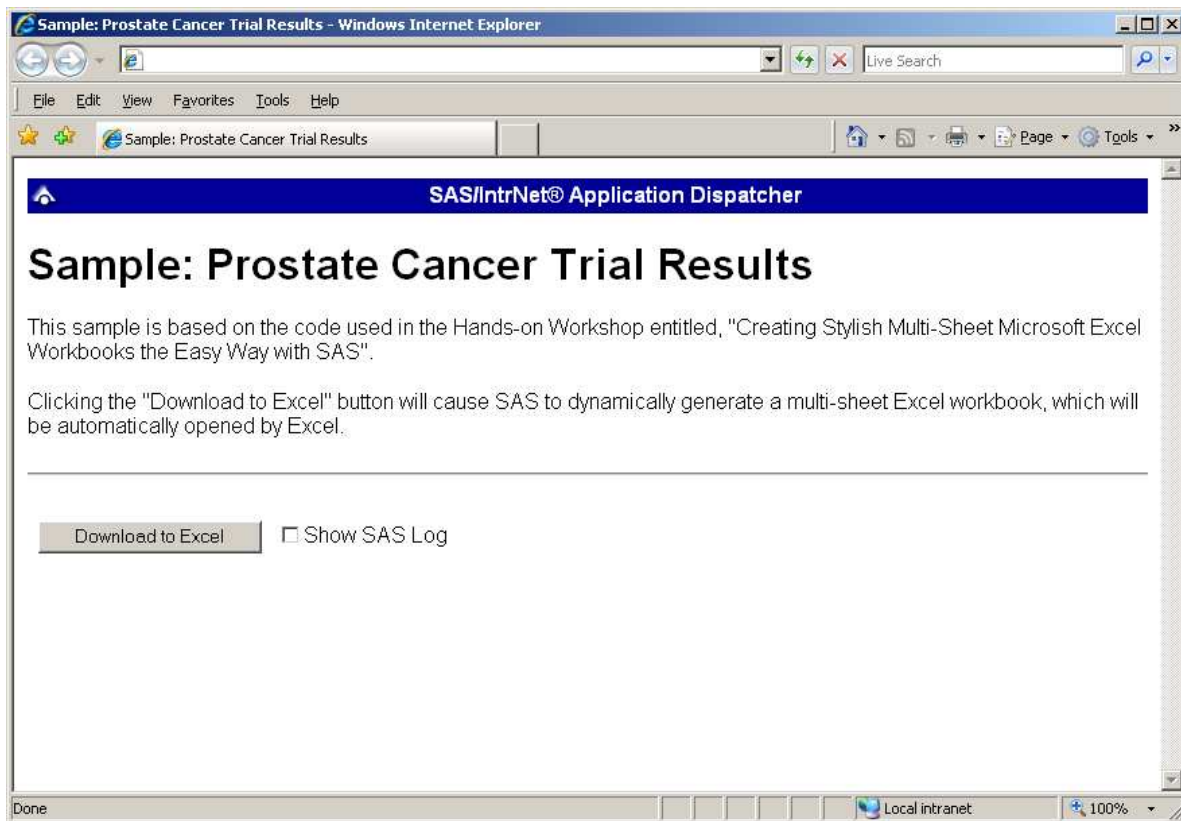 Sample: Prostate Cancer Trial Results - Windows Internet Explorer
Live Search
File Edit View Favorites Tools Help
Sample: Prostate Cancer Trial Results
Page Tools »
SAS/IntrNet® Application Dispatcher
Sample: Prostate Cancer Trial Results
This sample is based on the code used in the Hands-on Workshop entitled, "Creating Stylish Multi-Sheet Microsoft Excel
Workbooks the Easy Way with SAS".
Clicking the "Download to Excel" button will cause SAS to dynamically generate a multi-sheet Excel workbook, which will
be automatically opened by Excel.
Download to Excel Show SAS Log
Done Local intranet 100%